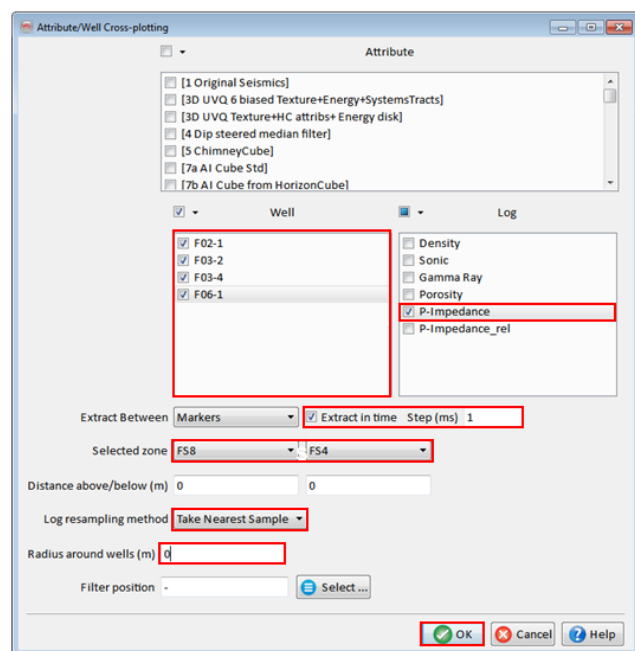 Attribute/Well Cross-plotting
Attribute
[1 Original Seismics]
[3D UVQ 6 biased Texture+Energy+SystemsTracts]
[3D UVQ Texture+HC attribs+ Energy disk]
[4 Dip steered median filter]
[5 ChimneyCube]
[7a AI Cube Std]
[7b AI Cube from HorizonCube]
Well
Log
F02-1
F03-2
F03-4
F06-1
Density
Sonic
Gamma Ray
Porosity
P-Impedance
P-Impedance_rel
Extract Between Markers Extract in time Step (ms) 1
Selected zone FS8 FS4
Distance above/below (m) 0 0
Log resampling method Take Nearest Sample
Radius around wells (m) 0
Filter position - Select ...
OK Cancel Help